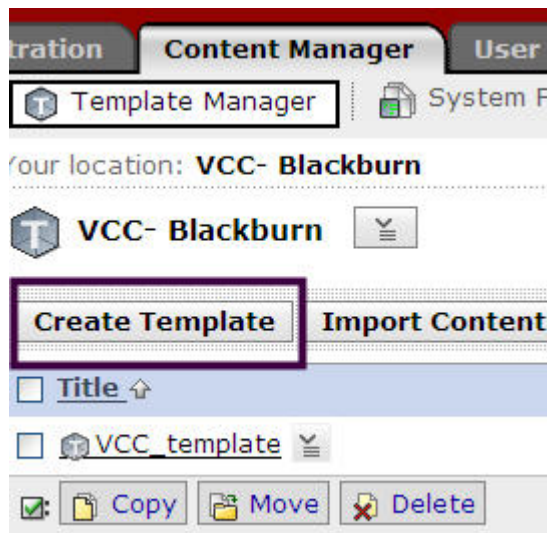 tration Content Manager User
Template Manager System F
Your location: VCC- Blackburn
VCC- Blackburn
Create Template Import Content
Title
VCC_template
Copy Move Delete